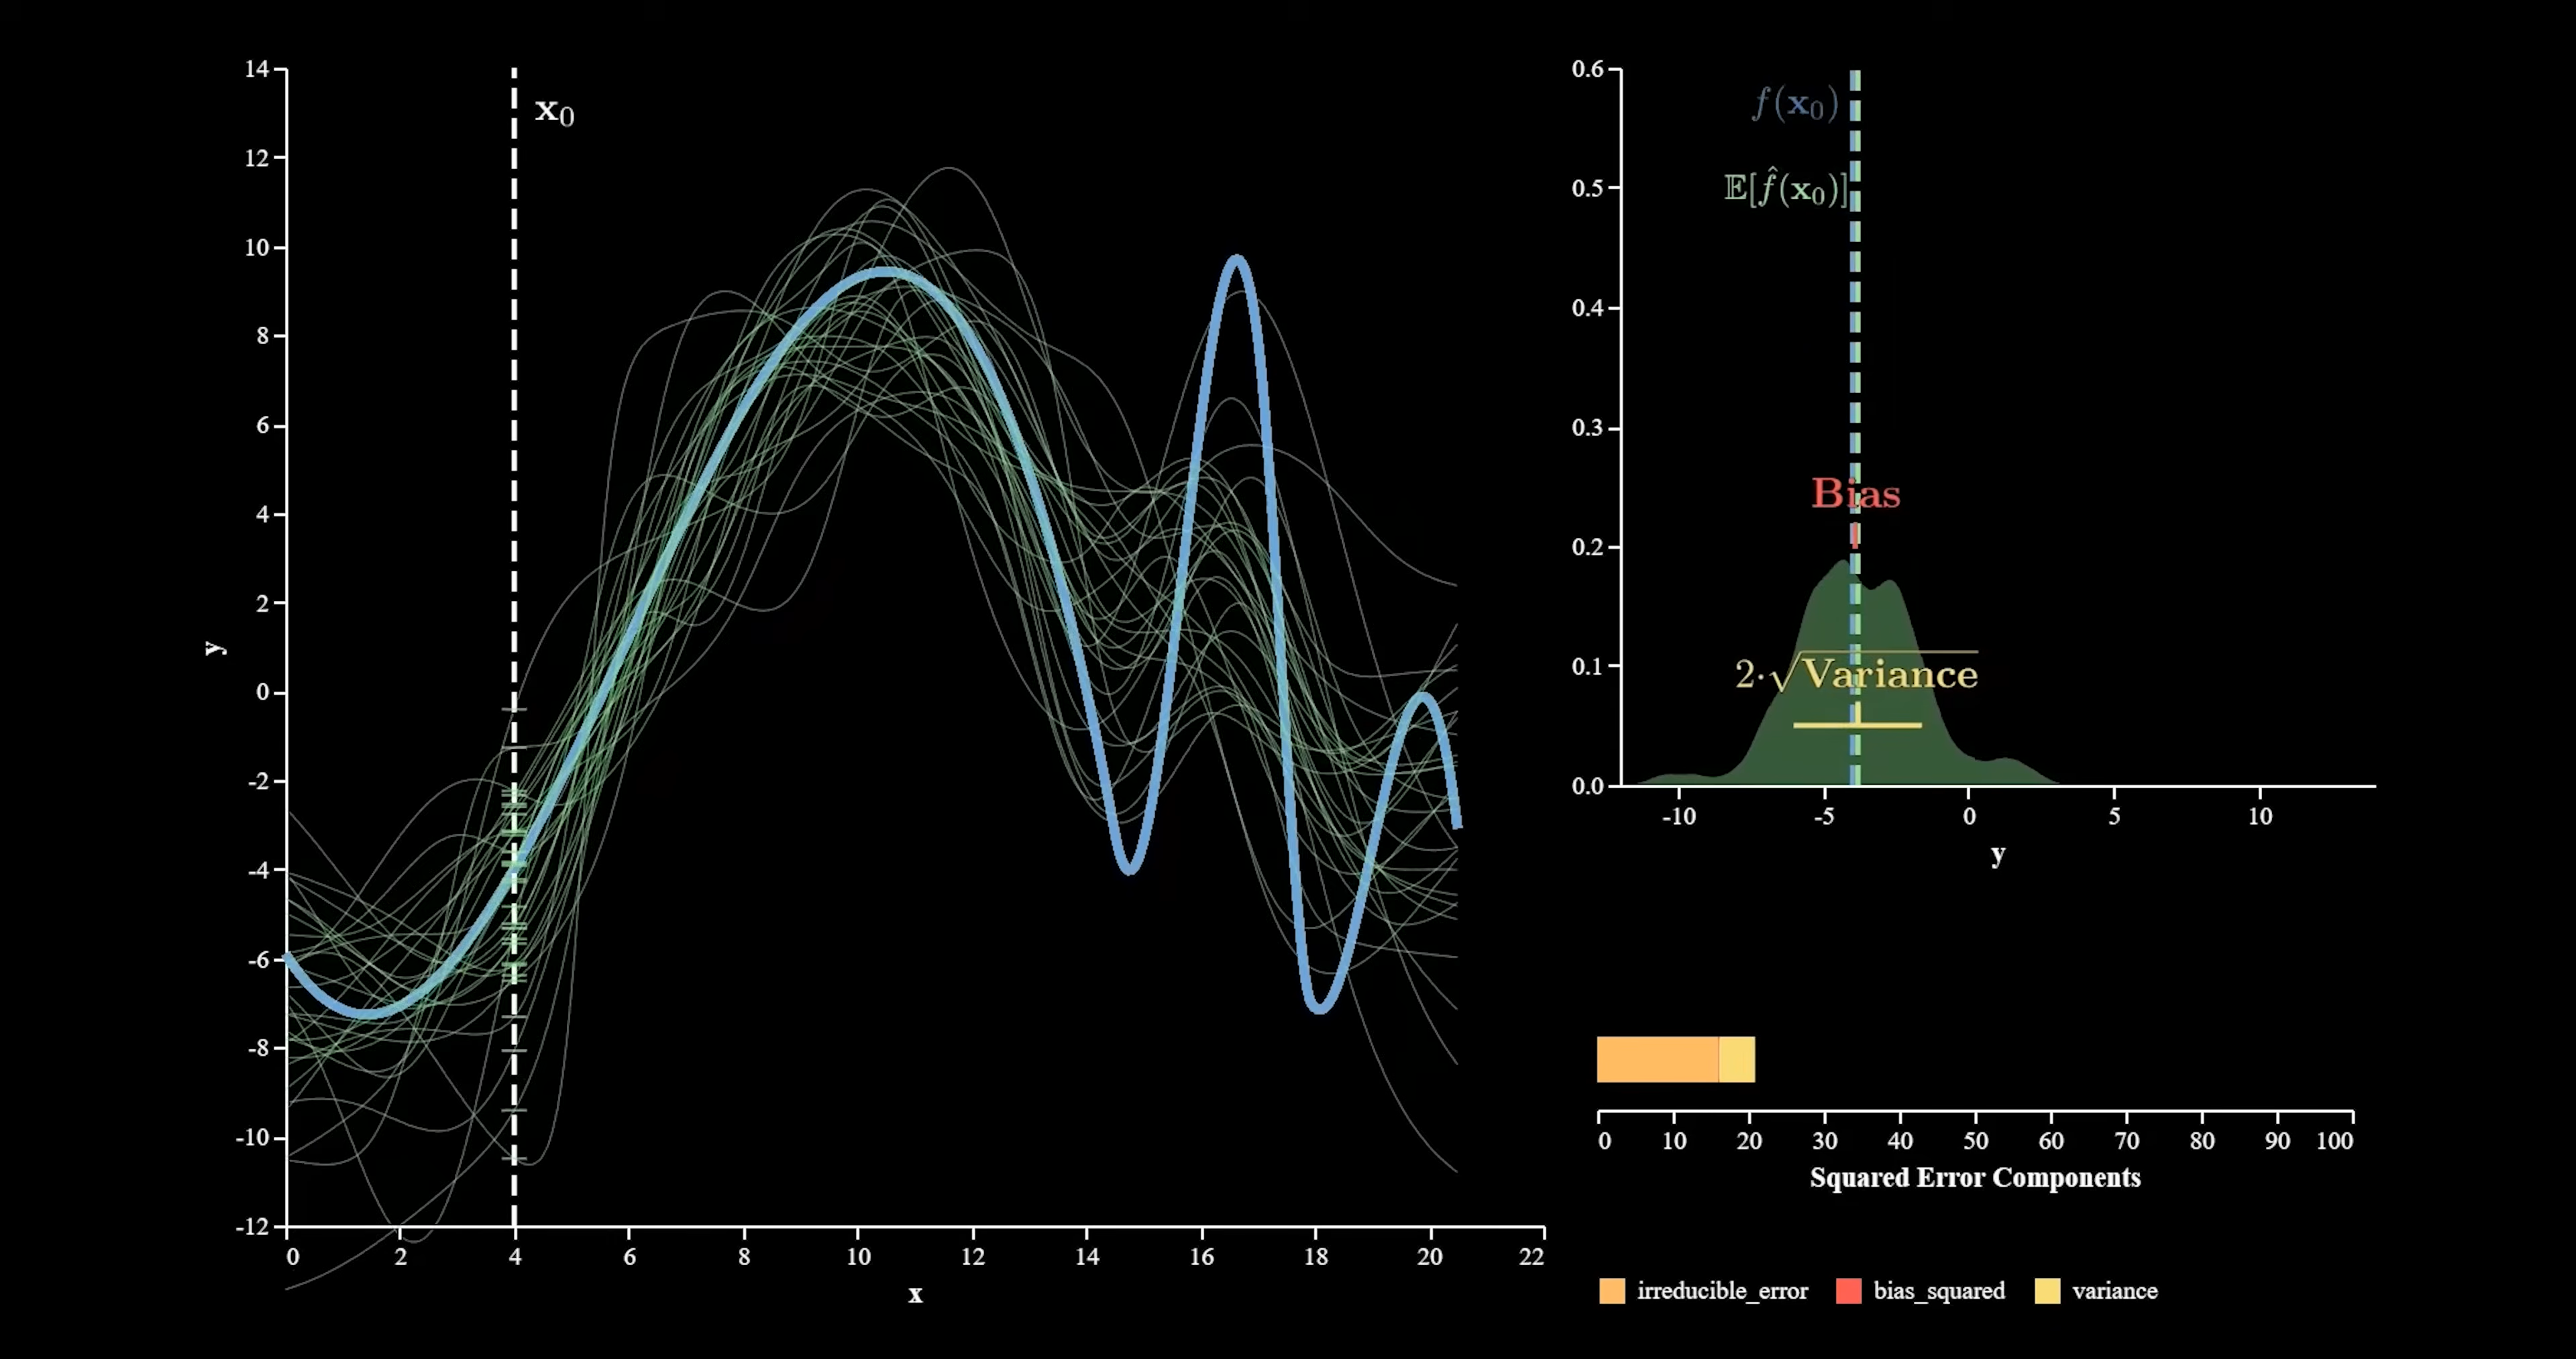 14
12
10
8
6
4
2
0
-2
-4
-6
-8
-10
-12
y
x₀
0 2 4 6 8 10 12 14 16 18 20 22
x
0.6
0.5
0.4
0.3
0.2
0.1
0.0
f(x₀)
𝔼[f̂(x₀)]
Bias
2·√Variance
-10 -5 0 5 10
y
0 10 20 30 40 50 60 70 80 90 100
Squared Error Components
irreducible_error bias_squared variance